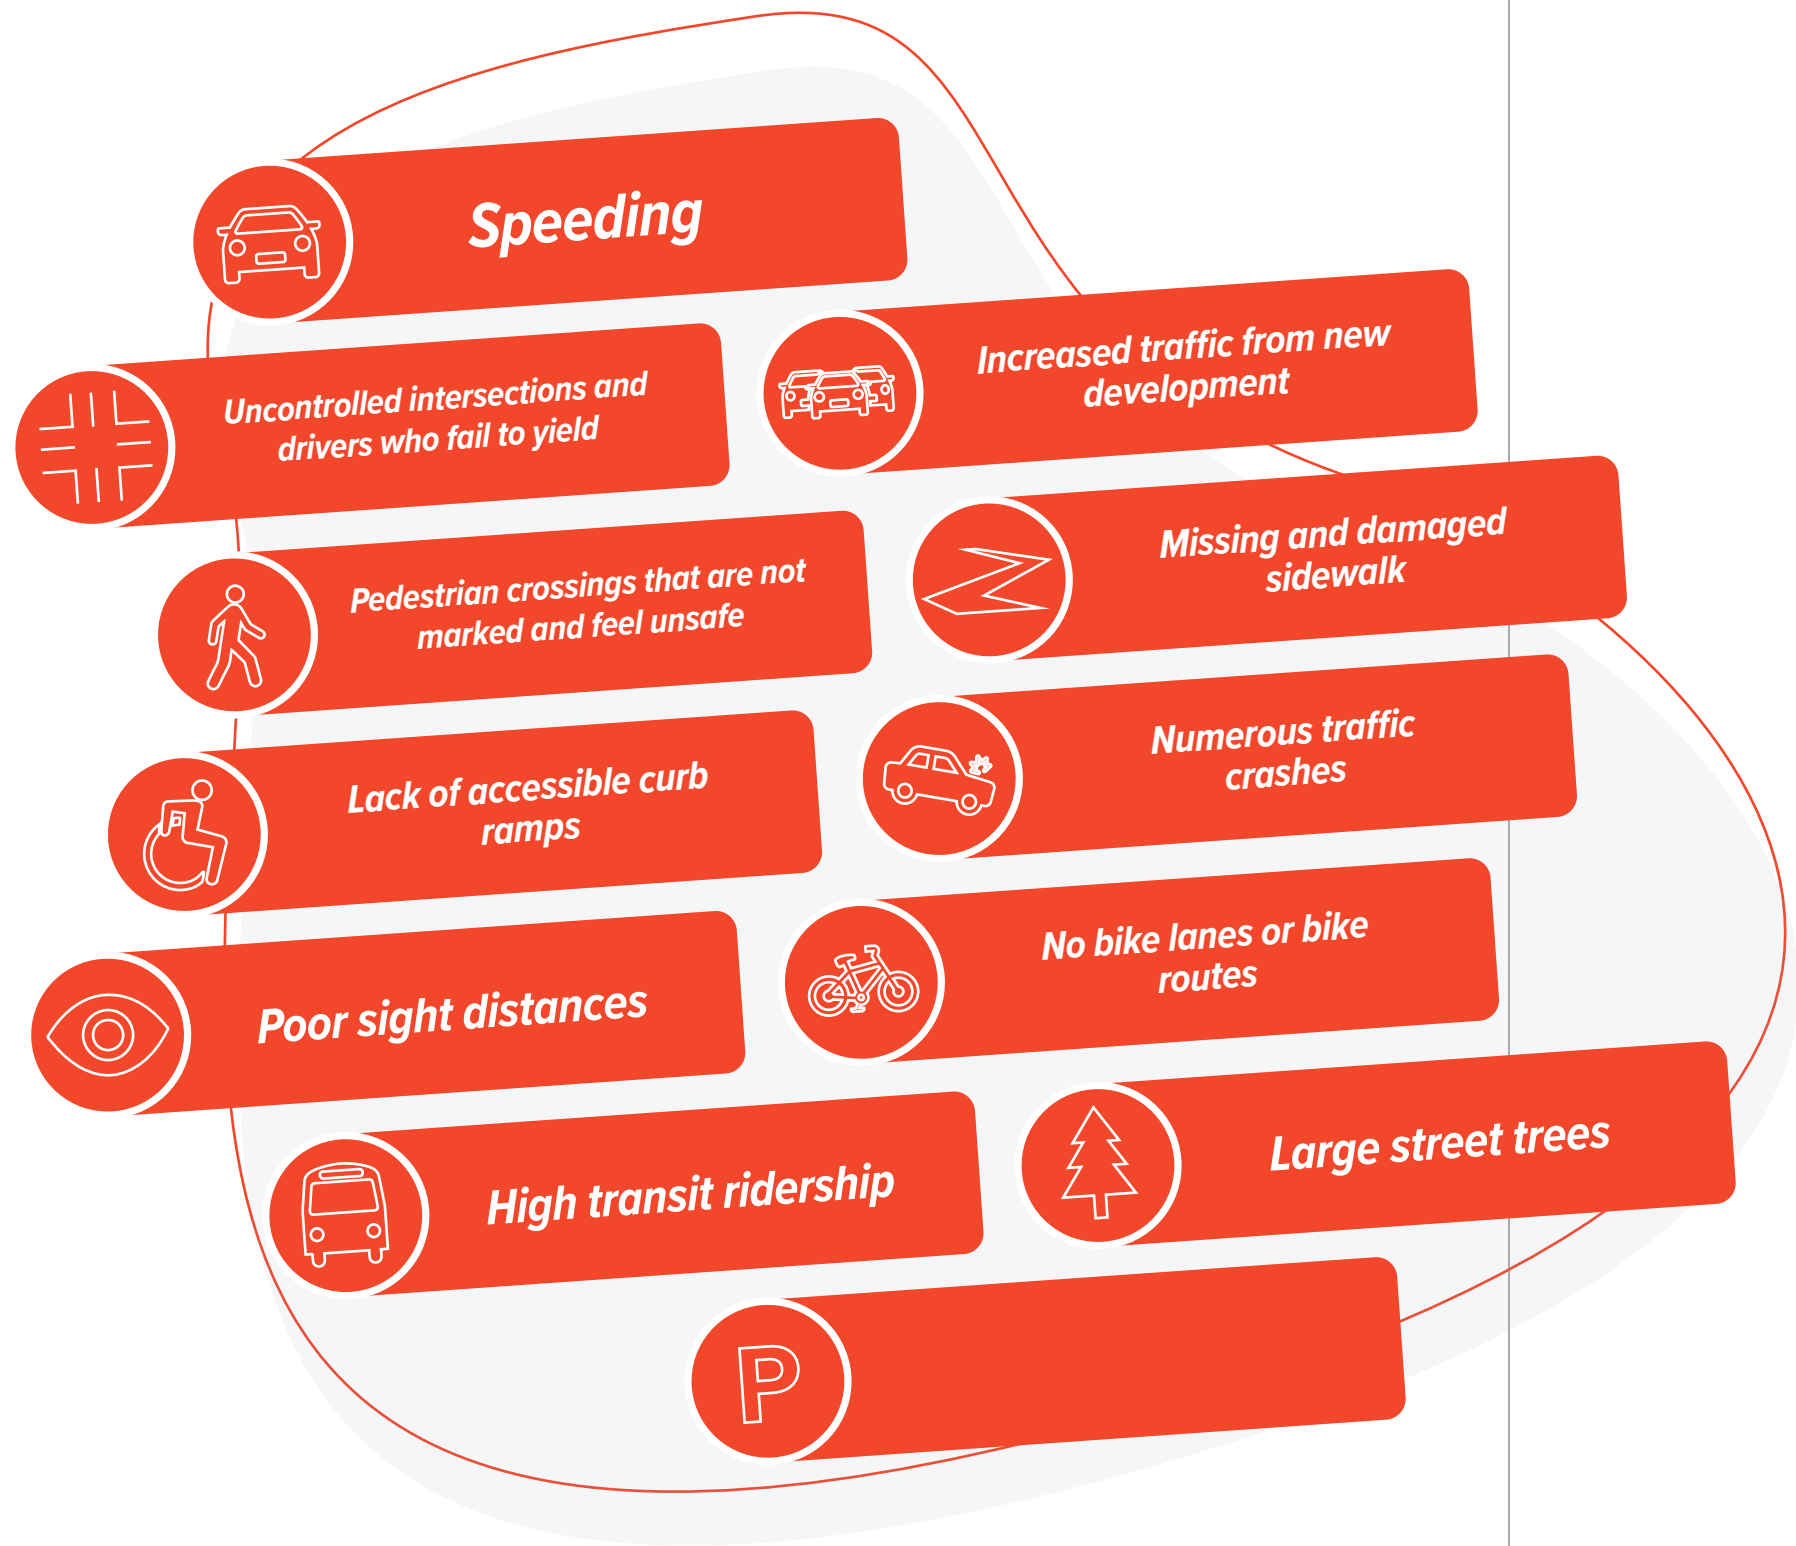 Speeding
Uncontrolled intersections and
drivers who fail to yield
Increased traffic from new
development
Pedestrian crossings that are not
marked and feel unsafe
Missing and damaged
sidewalk
Lack of accessible curb
ramps
Numerous traffic
crashes
Poor sight distances
No bike lanes or bike
routes
High transit ridership
Large street trees
P